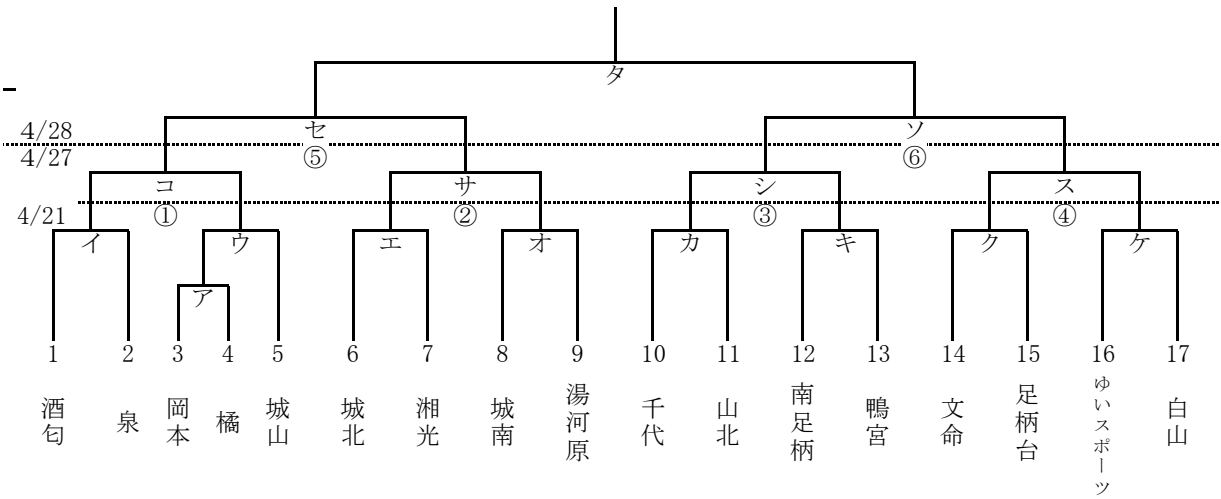 タ
4/28
セ
ソ
4/27
⑤
⑥
コ
サ
シ
ス
4/21
①
②
③
④
イ
ウ
エ
オ
カ
キ
ク
ケ
ア
1 2 3 4 5 6 7 8 9 10 11 12 13 14 15 16 17
酒匂
泉
岡本
橘
城山
城北
湘光
城南
湯河原
千代
山北
南足柄
鴨宮
文命
足柄台
ゆいスポーツ
白山